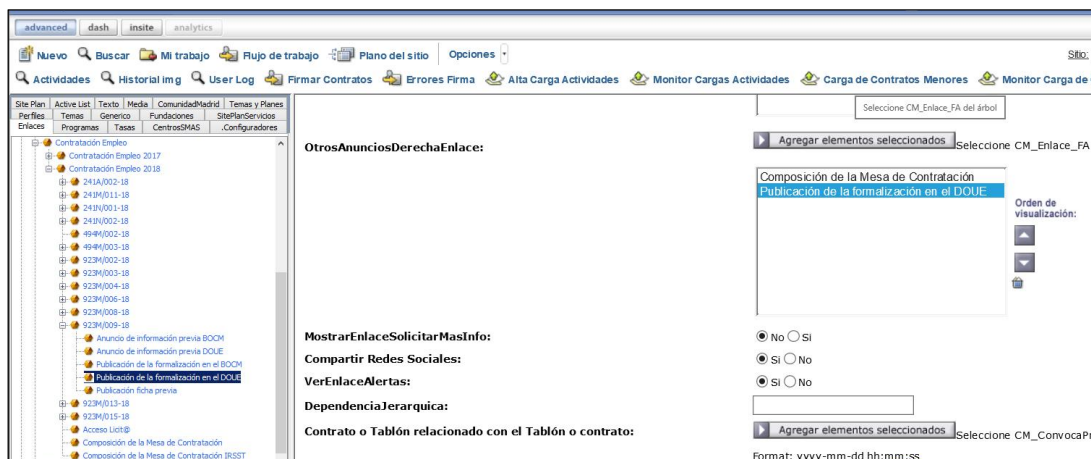 advanced dash insite analytics
Nuevo Buscar Mi trabajo Flujo de trabajo Plano del sitio Opciones Sitio:
Actividades Historial img User Log Firmar Contratos Errores Firma Alta Carga Actividades Monitor Cargas Actividades Carga de Contratos Menores Monitor Carga de
Site Plan Active List Texto Media ComunidadMadrid Temas y Planes
Perfiles Temas Generico Fundaciones SitePlanServicios
Enlaces Programas Tasas CentrosSMAS .Configuradores
Contratación Empleo
Contratación Empleo 2017
Contratación Empleo 2018
241A/002-18
241M/011-18
241N/001-18
241N/002-18
494M/002-18
494M/003-18
923M/002-18
923M/003-18
923M/004-18
923M/006-18
923M/008-18
923M/009-18
Anuncio de información previa BOCM
Anuncio de información previa DOUE
Publicación de la formalización en el BOCM
Publicación de la formalización en el DOUE
Publicación ficha previa
923M/013-18
923M/015-18
Acceso Licit@
Composición de la Mesa de Contratación
Composición de la Mesa de Contratación IRSST
Seleccione CM_Enlace_FA del árbol
OtrosAnunciosDerechaEnlace:
Agregar elementos seleccionados Seleccione CM_Enlace_FA
Composición de la Mesa de Contratación
Publicación de la formalización en el DOUE
Orden de
visualización:
MostrarEnlaceSolicitarMasInfo: No Si
Compartir Redes Sociales: Si No
VerEnlaceAlertas: Si No
DependenciaJerarquica:
Contrato o Tablón relacionado con el Tablón o contrato: Agregar elementos seleccionados Seleccione CM_ConvocaPr
Format: yyyy-mm-dd hh:mm:ss